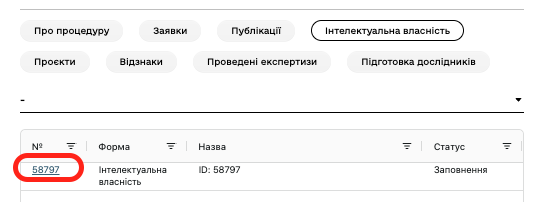 Про процедуру Заявки Публікації Інтелектуальна власність
Проєкти Відзнаки Проведені експертизи Підготовка дослідників
-
№ Форма Назва Статус
58797 Інтелектуальна ID: 58797 Заповнення
власність